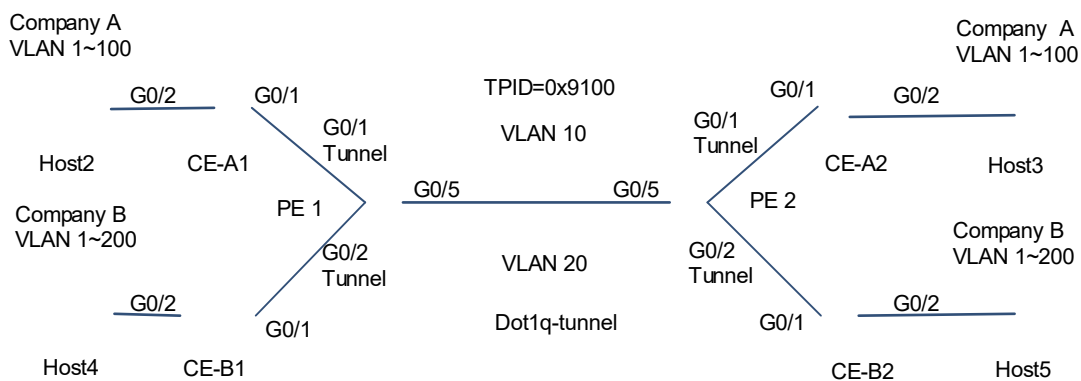 Company A
VLAN 1~100
Company A
VLAN 1~100
G0/2
G0/1
TPID=0x9100
G0/1
G0/2
G0/1
Tunnel
VLAN 10
G0/1
Tunnel
Host2
CE-A1
CE-A2
Host3
G0/5
G0/5
PE 1
PE 2
Company B
VLAN 1~200
Company B
VLAN 1~200
G0/2
Tunnel
VLAN 20
G0/2
Tunnel
G0/2
G0/1
Dot1q-tunnel
G0/1
G0/2
Host4
CE-B1
CE-B2
Host5